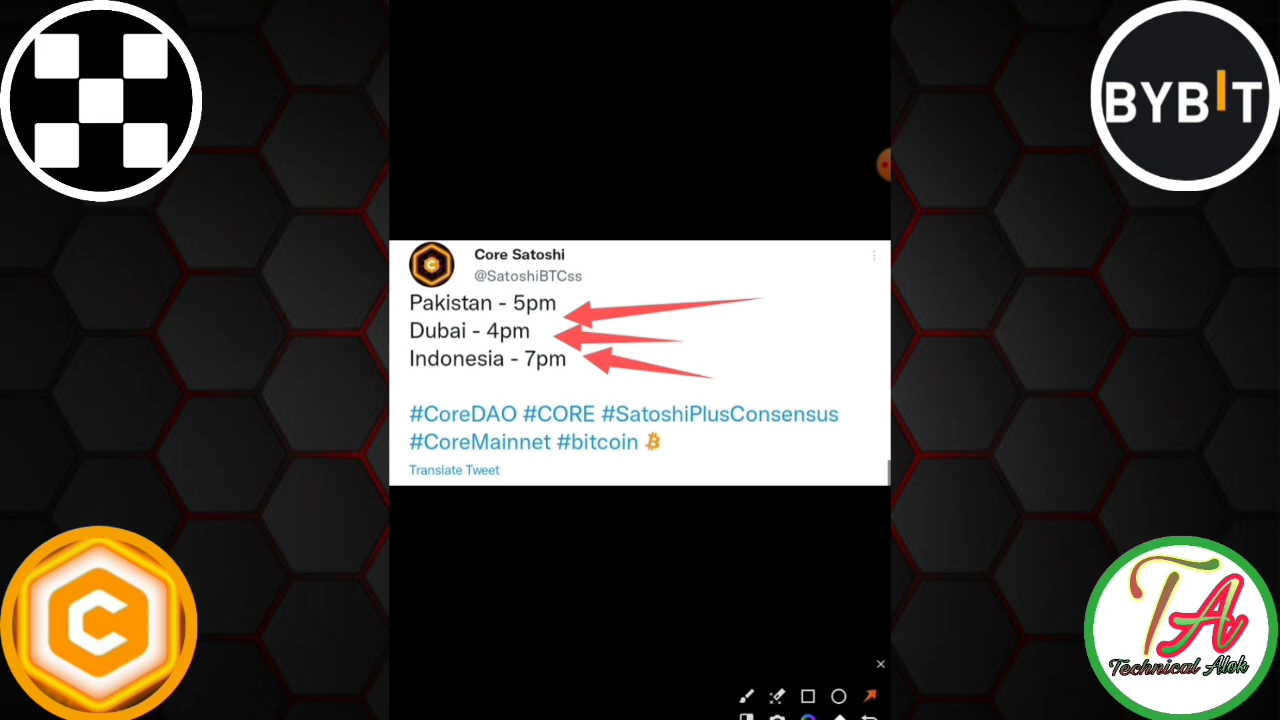 BYBIT
Core Satoshi
@SatoshiBTCss
Pakistan - 5pm
Dubai - 4pm
Indonesia - 7pm
#CoreDAO #CORE #SatoshiPlusConsensus
#CoreMainnet #bitcoin
Translate Tweet
TA
Technical Alok